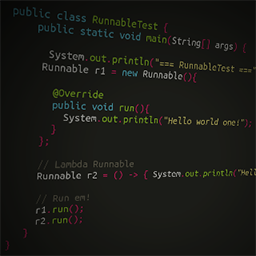 public class RunnableTest {
public static void main(String[] args) {
System.out.println("=== RunnableTest ==="
Runnable r1 = new Runnable(){
@Override
public void run(){
System.out.println("Hello world one!");
}
};
// Lambda Runnable
Runnable r2 = () -> { System.out.println("Hell
// Run em!
r1.run();
r2.run();
}
}